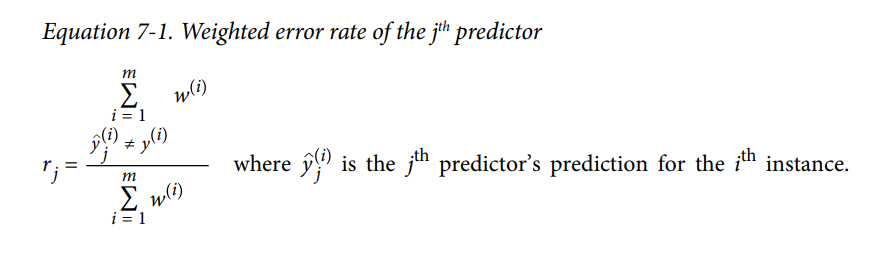 Equation 7-1. Weighted error rate of the jth predictor
m
∑ w(i)
i = 1
ŷj(i) ≠ y(i)
rj = where ŷj(i) is the jth predictor’s prediction for the ith instance.
m
∑ w(i)
i = 1